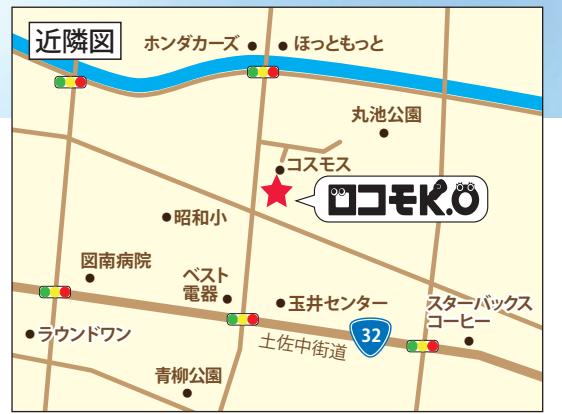 近隣図
ホンダカーズ
ほっともっと
丸池公園
コスモス
ロコモK.O
昭和小
図南病院
ベスト
電器
玉井センター
スターバックス
コーヒー
32
ラウンドワン
土佐中街道
青柳公園